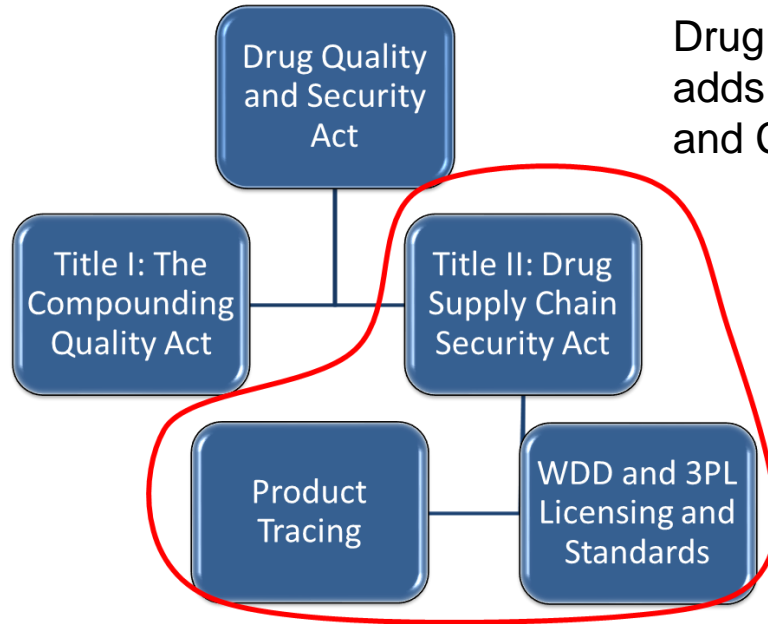 Drug Quality
and Security
Act
Drug
adds
and
Title I: The
Compounding
Quality Act
Title II: Drug
Supply Chain
Security Act
Product
Tracing
WDD and 3PL
Licensing and
Standards